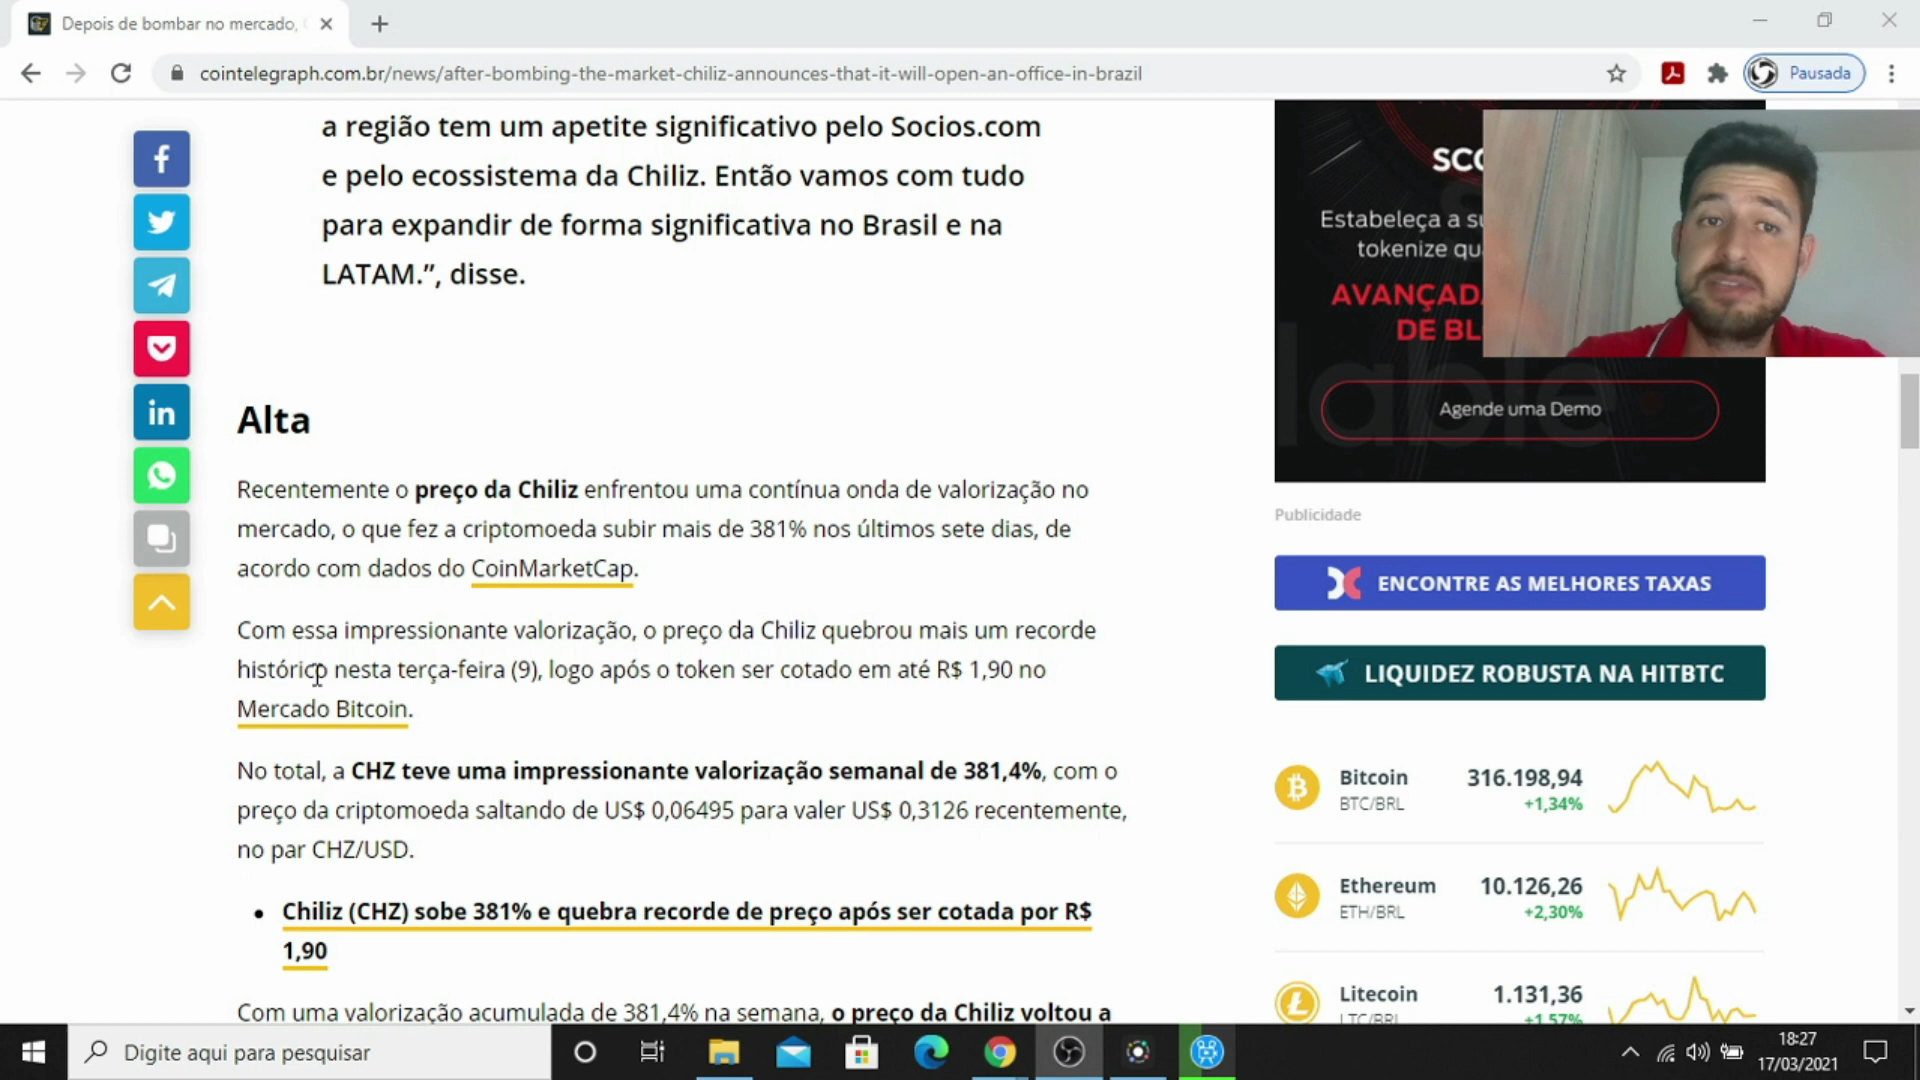 Depois de bombar no mercado,
cointelegraph.com.br/news/after-bombing-the-market-chiliz-announces-that-it-will-open-an-office-in-brazil
Pausada
a região tem um apetite significativo pelo Socios.com
e pelo ecossistema da Chiliz. Então vamos com tudo
para expandir de forma significativa no Brasil e na
LATAM.”, disse.
Alta
Recentemente o preço da Chiliz enfrentou uma contínua onda de valorização no
mercado, o que fez a criptomoeda subir mais de 381% nos últimos sete dias, de
acordo com dados do CoinMarketCap.
Com essa impressionante valorização, o preço da Chiliz quebrou mais um recorde
histórico nesta terça-feira (9), logo após o token ser cotado em até R$ 1,90 no
Mercado Bitcoin.
No total, a CHZ teve uma impressionante valorização semanal de 381,4%, com o
preço da criptomoeda saltando de US$ 0,06495 para valer US$ 0,3126 recentemente,
no par CHZ/USD.
Chiliz (CHZ) sobe 381% e quebra recorde de preço após ser cotada por R$
1,90
Com uma valorização acumulada de 381,4% na semana, o preço da Chiliz voltou a
Estabeleça a
DE
Agende uma Demo
Publicidade
ENCONTRE AS MELHORES TAXAS
LIQUIDEZ ROBUSTA NA HITBTC
Bitcoin 316.198,94
BTC/BRL +1,34%
Ethereum 10.126,26
ETH/BRL +2,30%
Litecoin 1.131,36
LTC/BRL +1,57%
Digite aqui para pesquisar
18:27
17/03/2021